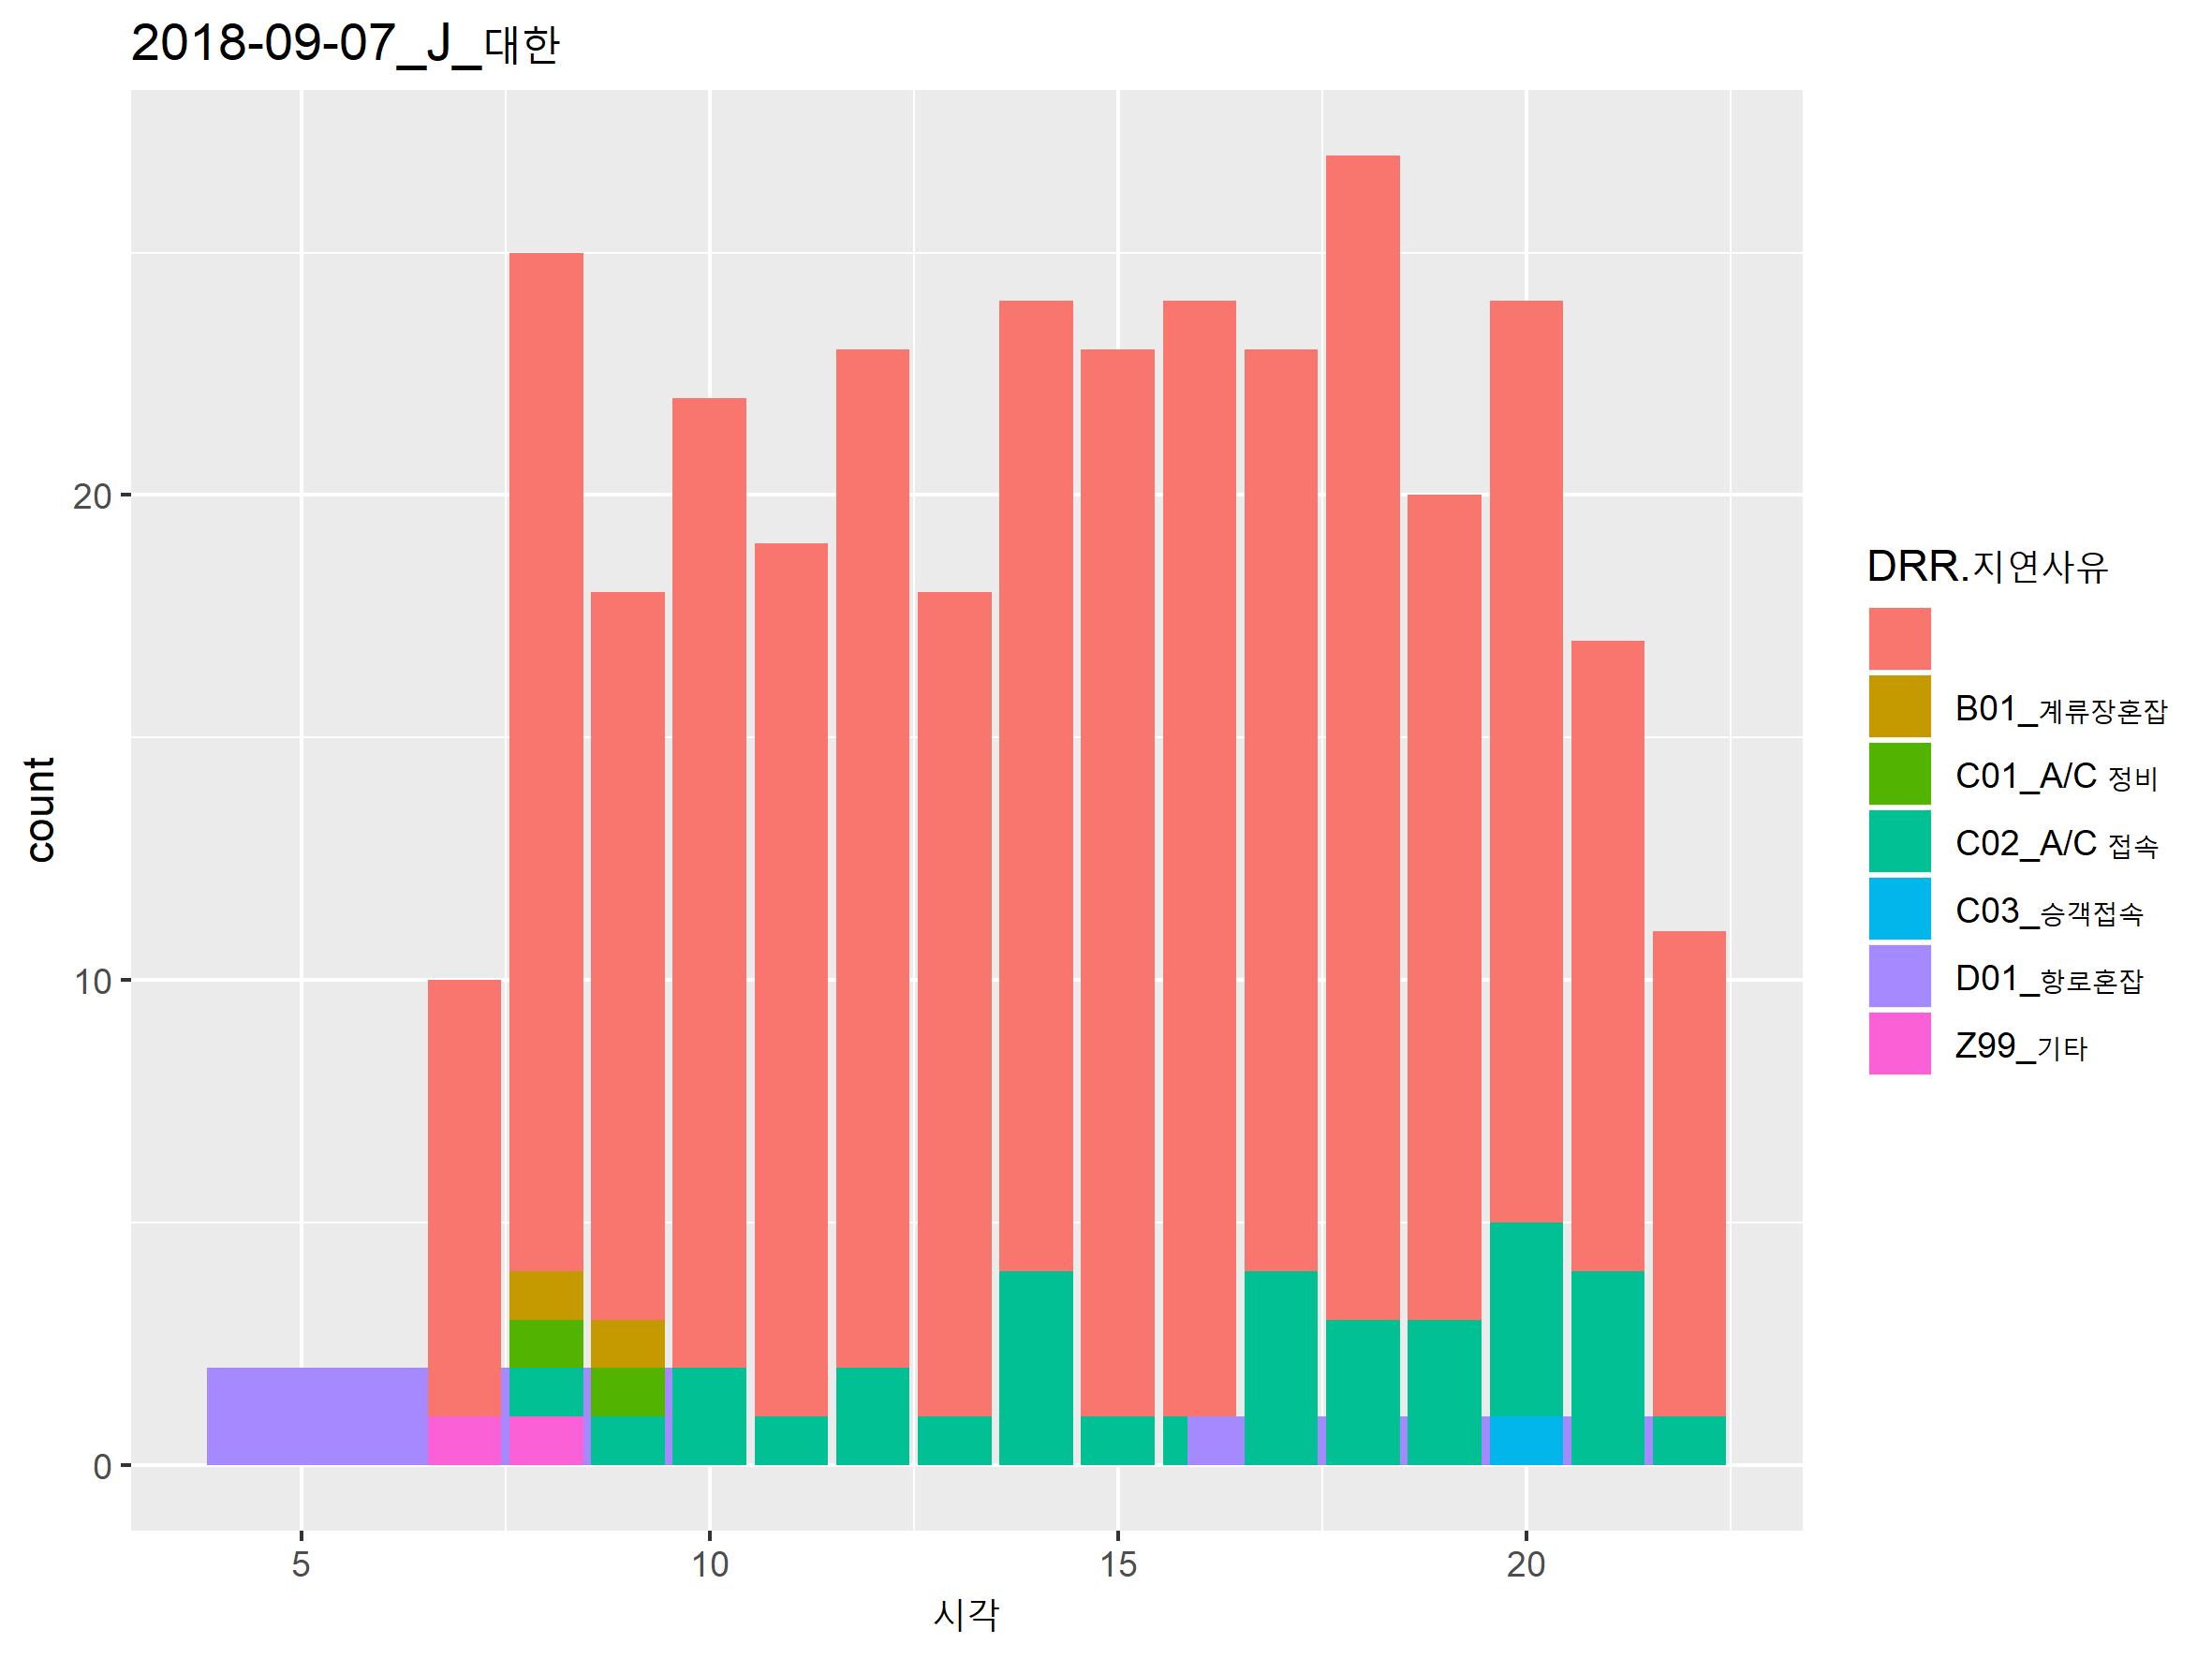 2018-09-07_J_대한
count
20
10
0
5 10 15 20
시각
DRR.지연사유
B01_계류장혼잡
C01_A/C 정비
C02_A/C 접속
C03_승객접속
D01_항로혼잡
Z99_기타